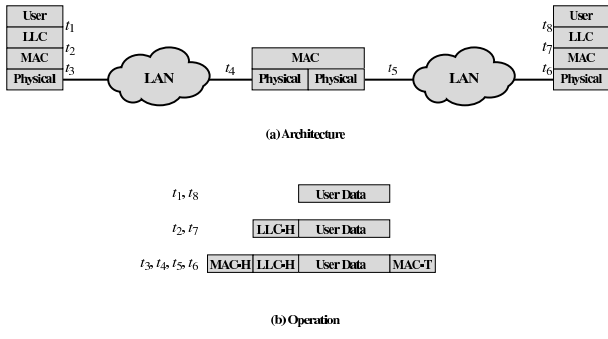 User
LLC
MAC
Physical
t1
t2
t3
LAN
t4
MAC
Physical Physical
t5
LAN
t8
t7
t6
User
LLC
MAC
Physical
(a) Architecture
t1, t8 User Data
t2, t7 LLC-H User Data
t3, t4, t5, t6 MAC-H LLC-H User Data MAC-T
(b) Operation